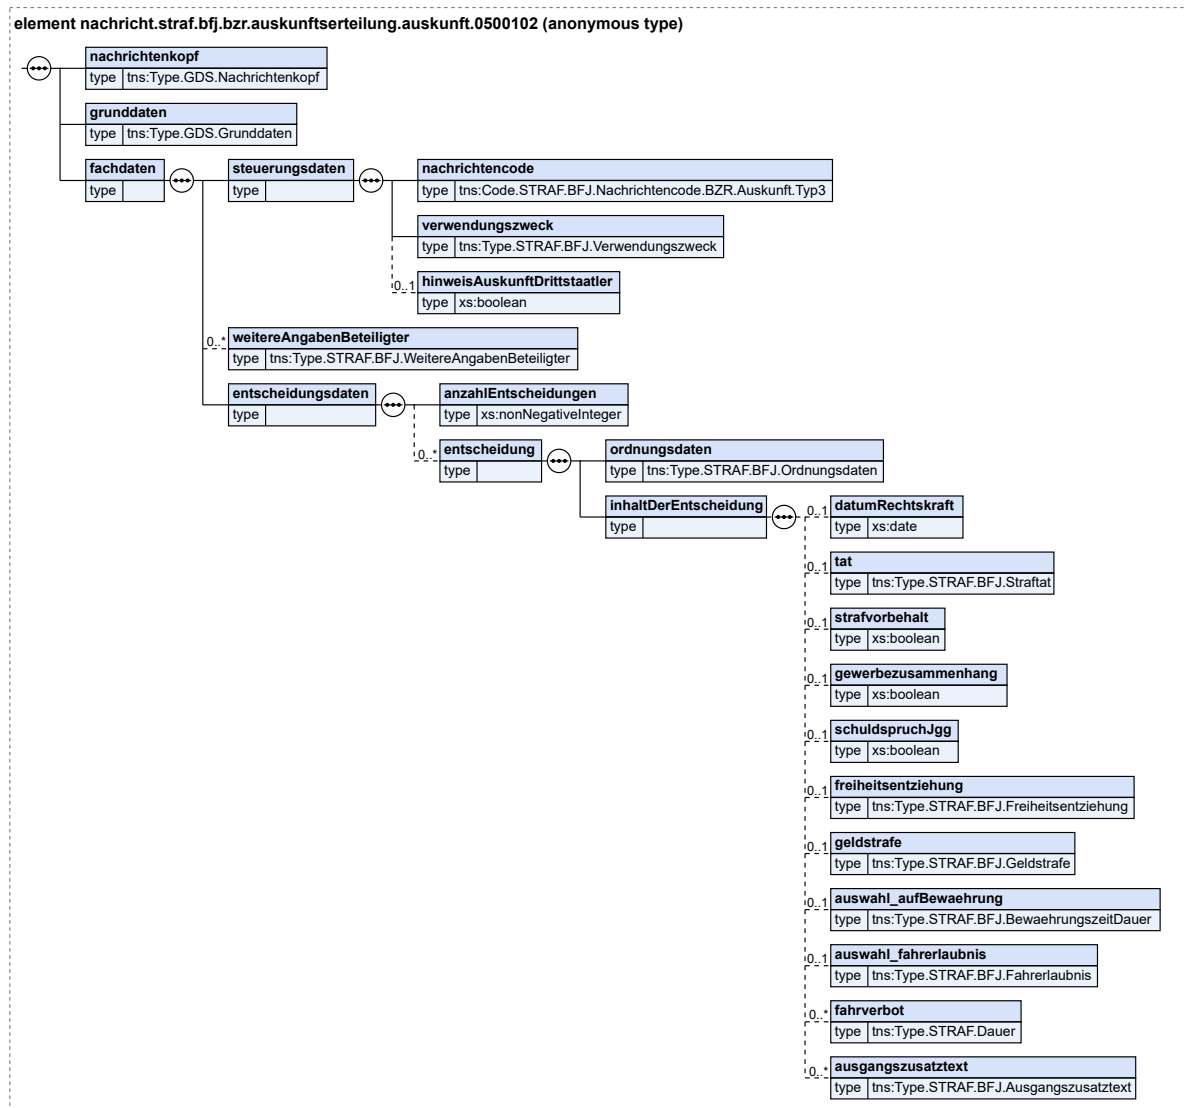 element nachricht.straf.bfj.bzr.auskunftserteilung.auskunft.0500102 (anonymous type)
nachrichtenkopf
type tns:Type.GDS.Nachrichtenkopf
grunddaten
type tns:Type.GDS.Grunddaten
fachdaten
type
steuerungsdaten
type
nachrichtencode
type tns:Code.STRAF.BFJ.Nachrichtencode.BZR.Auskunft.Typ3
verwendungszweck
type tns:Type.STRAF.BFJ.Verwendungszweck
0..1 hinweisAuskunftDrittstaatler
type xs:boolean
0..* weitereAngabenBeteiligter
type tns:Type.STRAF.BFJ.WeitereAngabenBeteiligter
entscheidungsdaten
type
anzahlEntscheidungen
type xs:nonNegativeInteger
0..* entscheidung
type
ordnungsdaten
type tns:Type.STRAF.BFJ.Ordnungsdaten
inhaltDerEntscheidung
type
0..1 datumRechtskraft
type xs:date
0..1 tat
type tns:Type.STRAF.BFJ.Straftat
0..1 strafvorbehalt
type xs:boolean
0..1 gewerbezusammenhang
type xs:boolean
0..1 schuldspruchJgg
type xs:boolean
0..1 freiheitsentziehung
type tns:Type.STRAF.BFJ.Freiheitsentziehung
0..1 geldstrafe
type tns:Type.STRAF.BFJ.Geldstrafe
0..1 auswahl_aufBewaehrung
type tns:Type.STRAF.BFJ.BewaehrungszeitDauer
0..1 auswahl_fahrerlaubnis
type tns:Type.STRAF.BFJ.Fahrerlaubnis
0..* fahrverbot
type tns:Type.STRAF.Dauer
0..* ausgangszusatztext
type tns:Type.STRAF.BFJ.Ausgangszusatztext